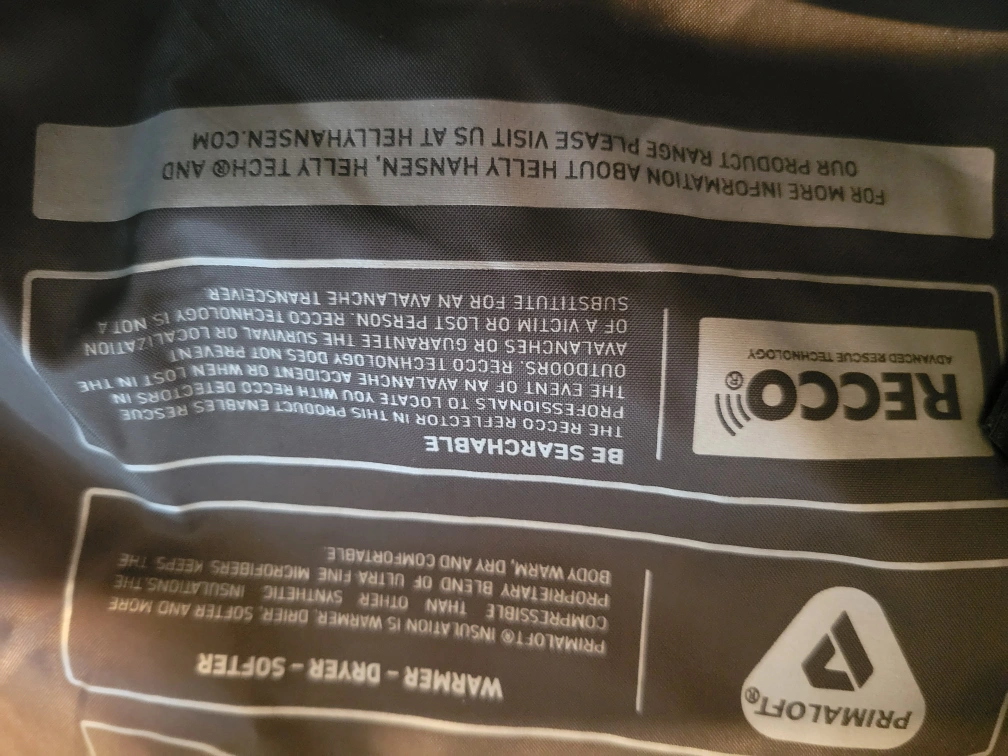 PRIMALOFT®
WARMER - DRYER - SOFTER
PRIMALOFT® INSULATION IS WARMER, DRIER, SOFTER AND MORE
COMPRESSIBLE THAN OTHER SYNTHETIC INSULATIONS. THE
PROPRIETARY BLEND OF ULTRA FINE MICROFIBERS KEEPS THE
BODY WARM, DRY AND COMFORTABLE.
RECCO®
ADVANCED RESCUE TECHNOLOGY
BE SEARCHABLE
THE RECCO REFLECTOR IN THIS PRODUCT ENABLES RESCUE
PROFESSIONALS TO LOCATE YOU WITH RECCO DETECTORS IN
THE EVENT OF AN AVALANCHE ACCIDENT OR WHEN LOST IN THE
OUTDOORS. RECCO TECHNOLOGY DOES NOT PREVENT
AVALANCHES OR GUARANTEE THE SURVIVAL OR LOCALIZATION
OF A VICTIM OR LOST PERSON. RECCO TECHNOLOGY IS NOT A
SUBSTITUTE FOR AN AVALANCHE TRANSCEIVER.
FOR MORE INFORMATION ABOUT HELLY HANSEN, HELLY TECH® AND
OUR PRODUCT RANGE PLEASE VISIT US AT HELLYHANSEN.COM